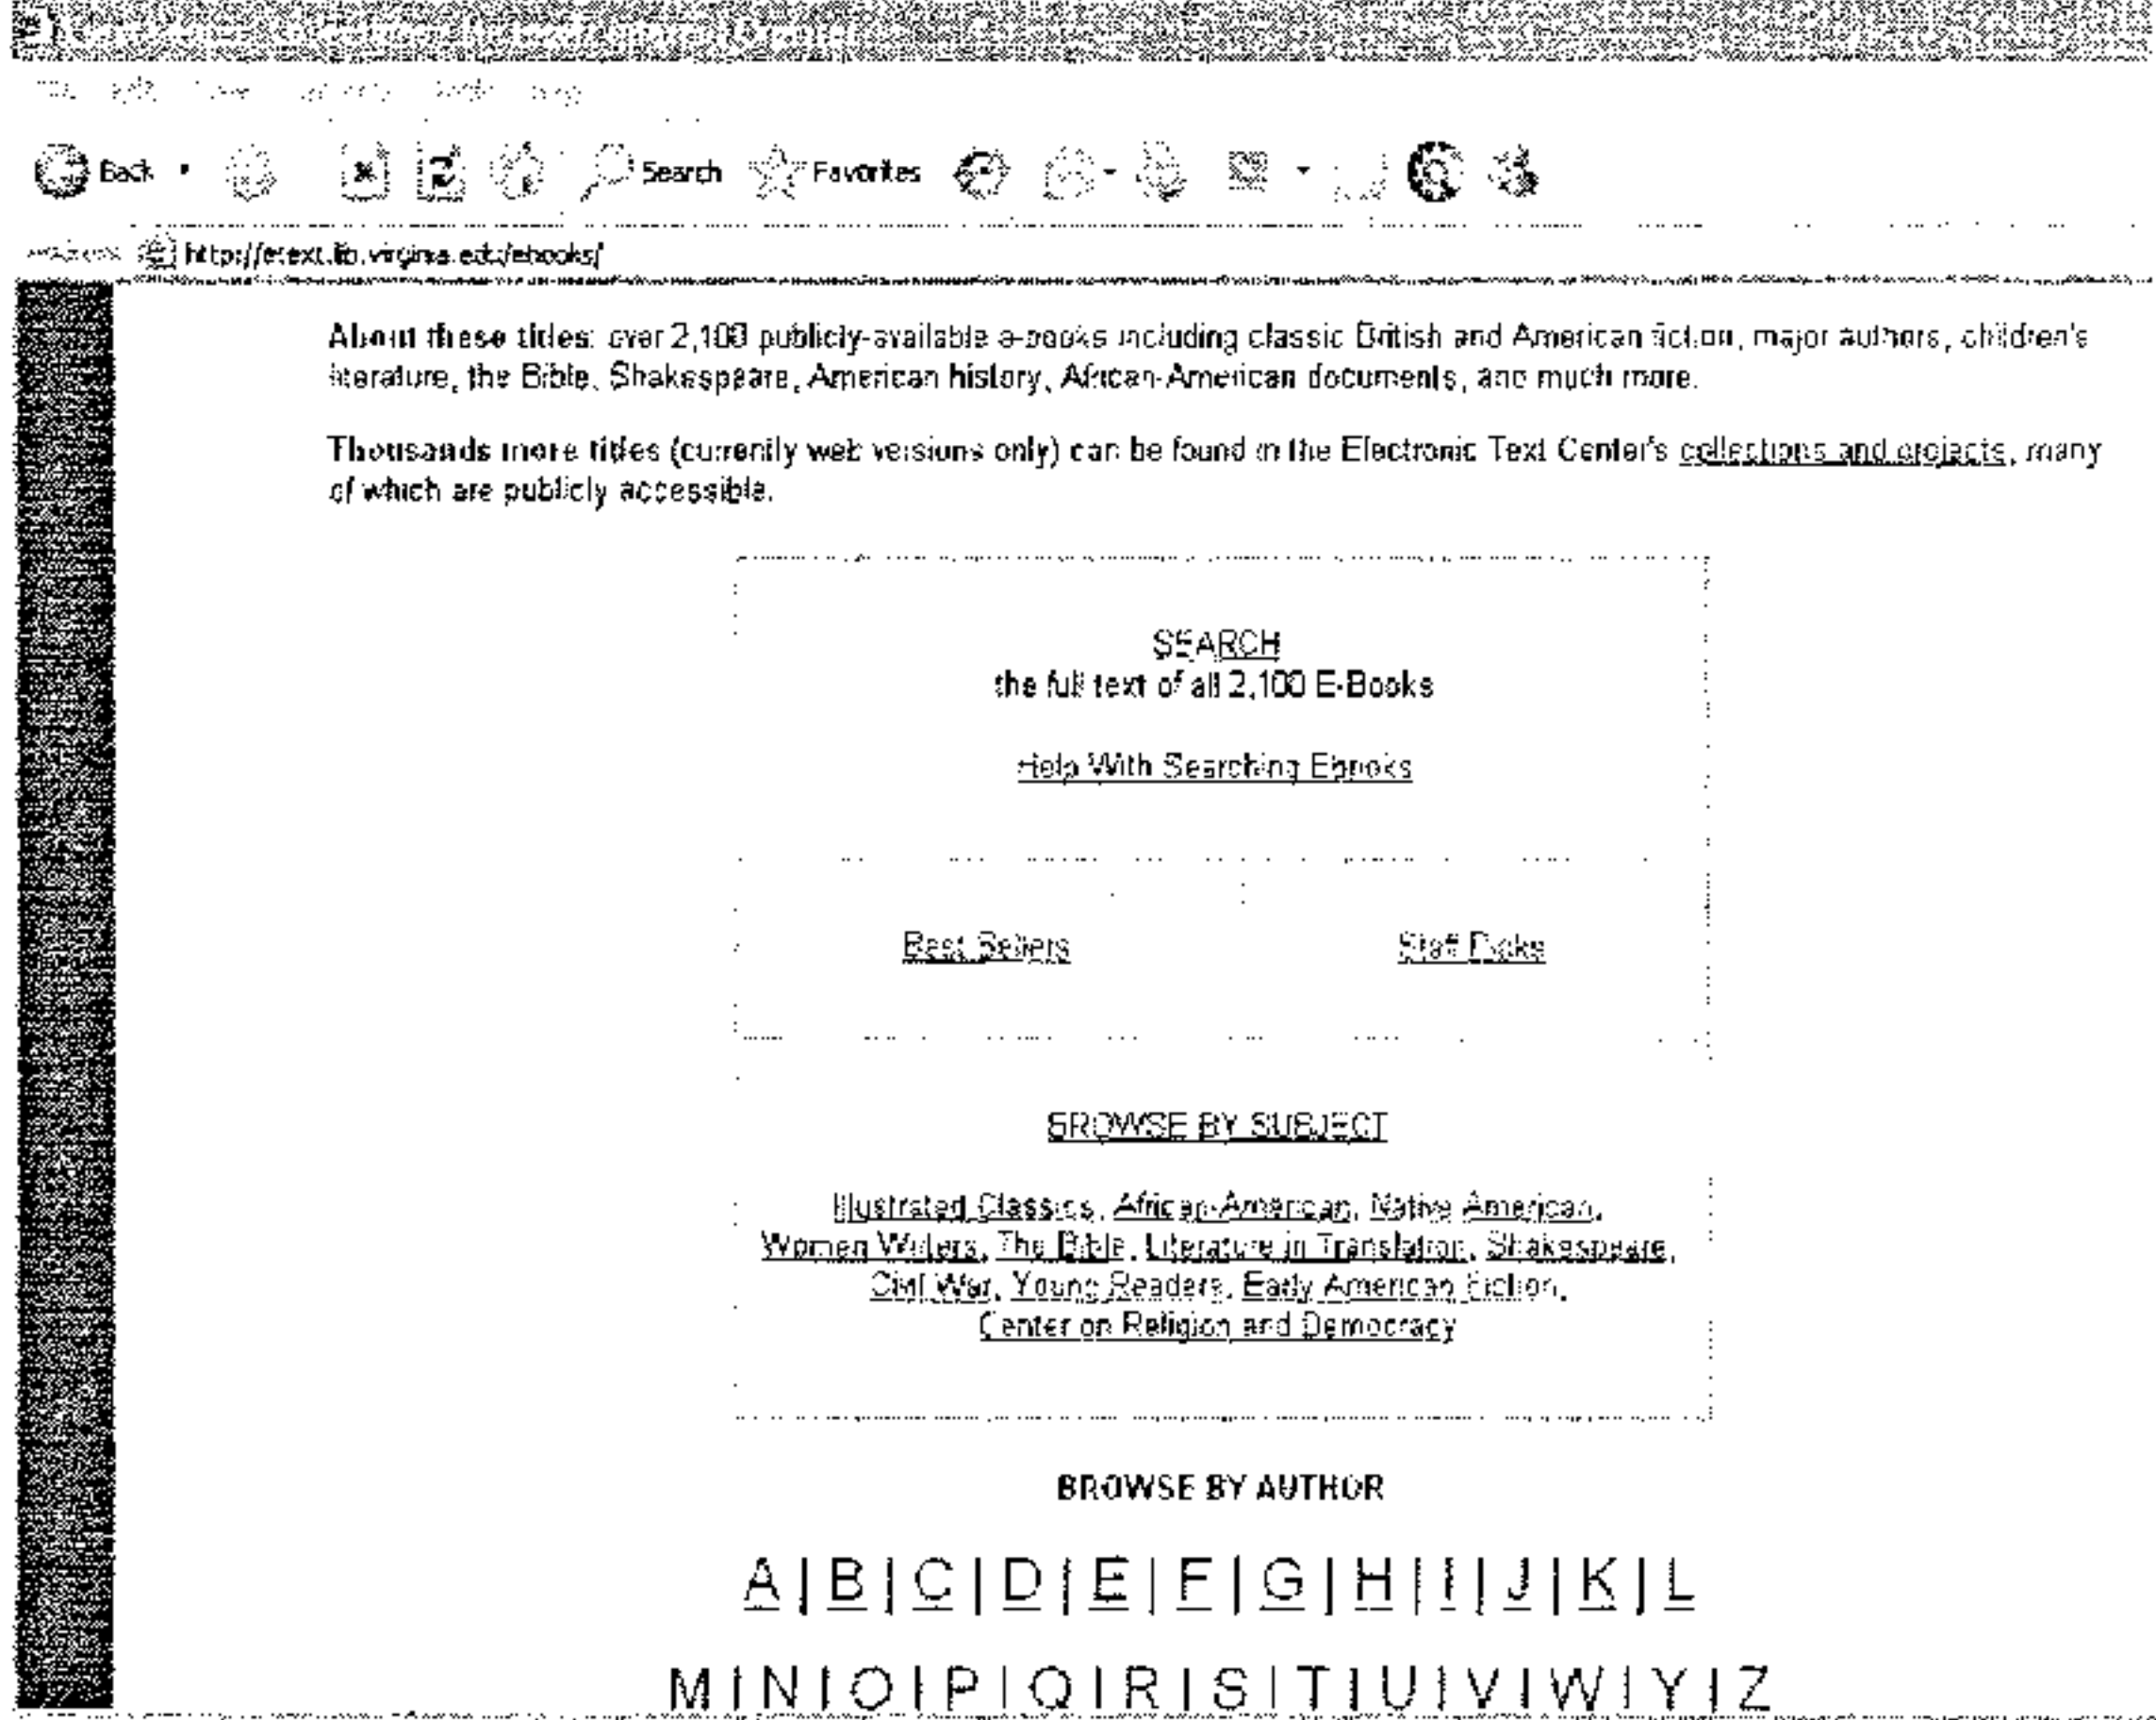 Back
Search
Favorites
http://etext.lib.virginia.edu/ebooks/
About these titles: over 2,100 publicly-available e-books including classic British and American fiction, major authors, children's
literature, the Bible, Shakespeare, American history, African-American documents, and much more.
Thousands more titles (currently web versions only) can be found in the Electronic Text Center's collections and projects, many
of which are publicly accessible.
SEARCH
the full text of all 2,100 E-Books
Help With Searching Ebooks
Best Sellers
Staff Picks
BROWSE BY SUBJECT
Illustrated Classics, African-American, Native American,
Women Writers, The Bible, Literature in Translation, Shakespeare,
Civil War, Young Readers, Early American Fiction,
Center on Religion and Democracy
BROWSE BY AUTHOR
A | B | C | D | E | F | G | H | I | J | K | L
M | N | O | P | Q | R | S | T | U | V | W | Y | Z